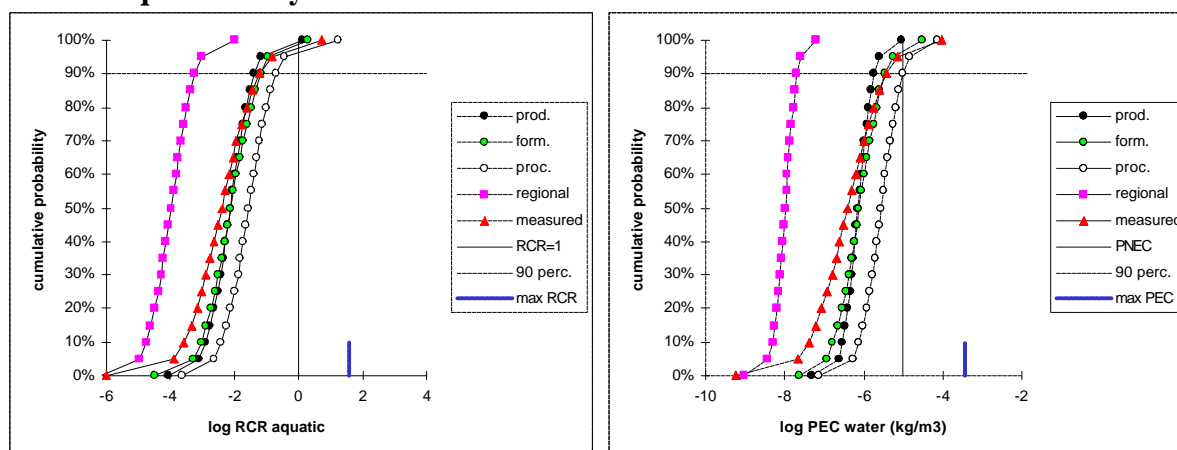 100%
90%
80%
70%
60%
50%
40%
30%
20%
10%
0%
-6
-4
-2
0
2
4
cumulative probability
log RCR aquatic
prod.
form.
proc.
regional
measured
RCR=1
90 perc.
max RCR
100%
90%
80%
70%
60%
50%
40%
30%
20%
10%
0%
-10
-8
-6
-4
-2
cumulative probability
log PEC water (kg/m3)
prod.
form.
proc.
regional
measured
PNEC
90 perc.
max PEC